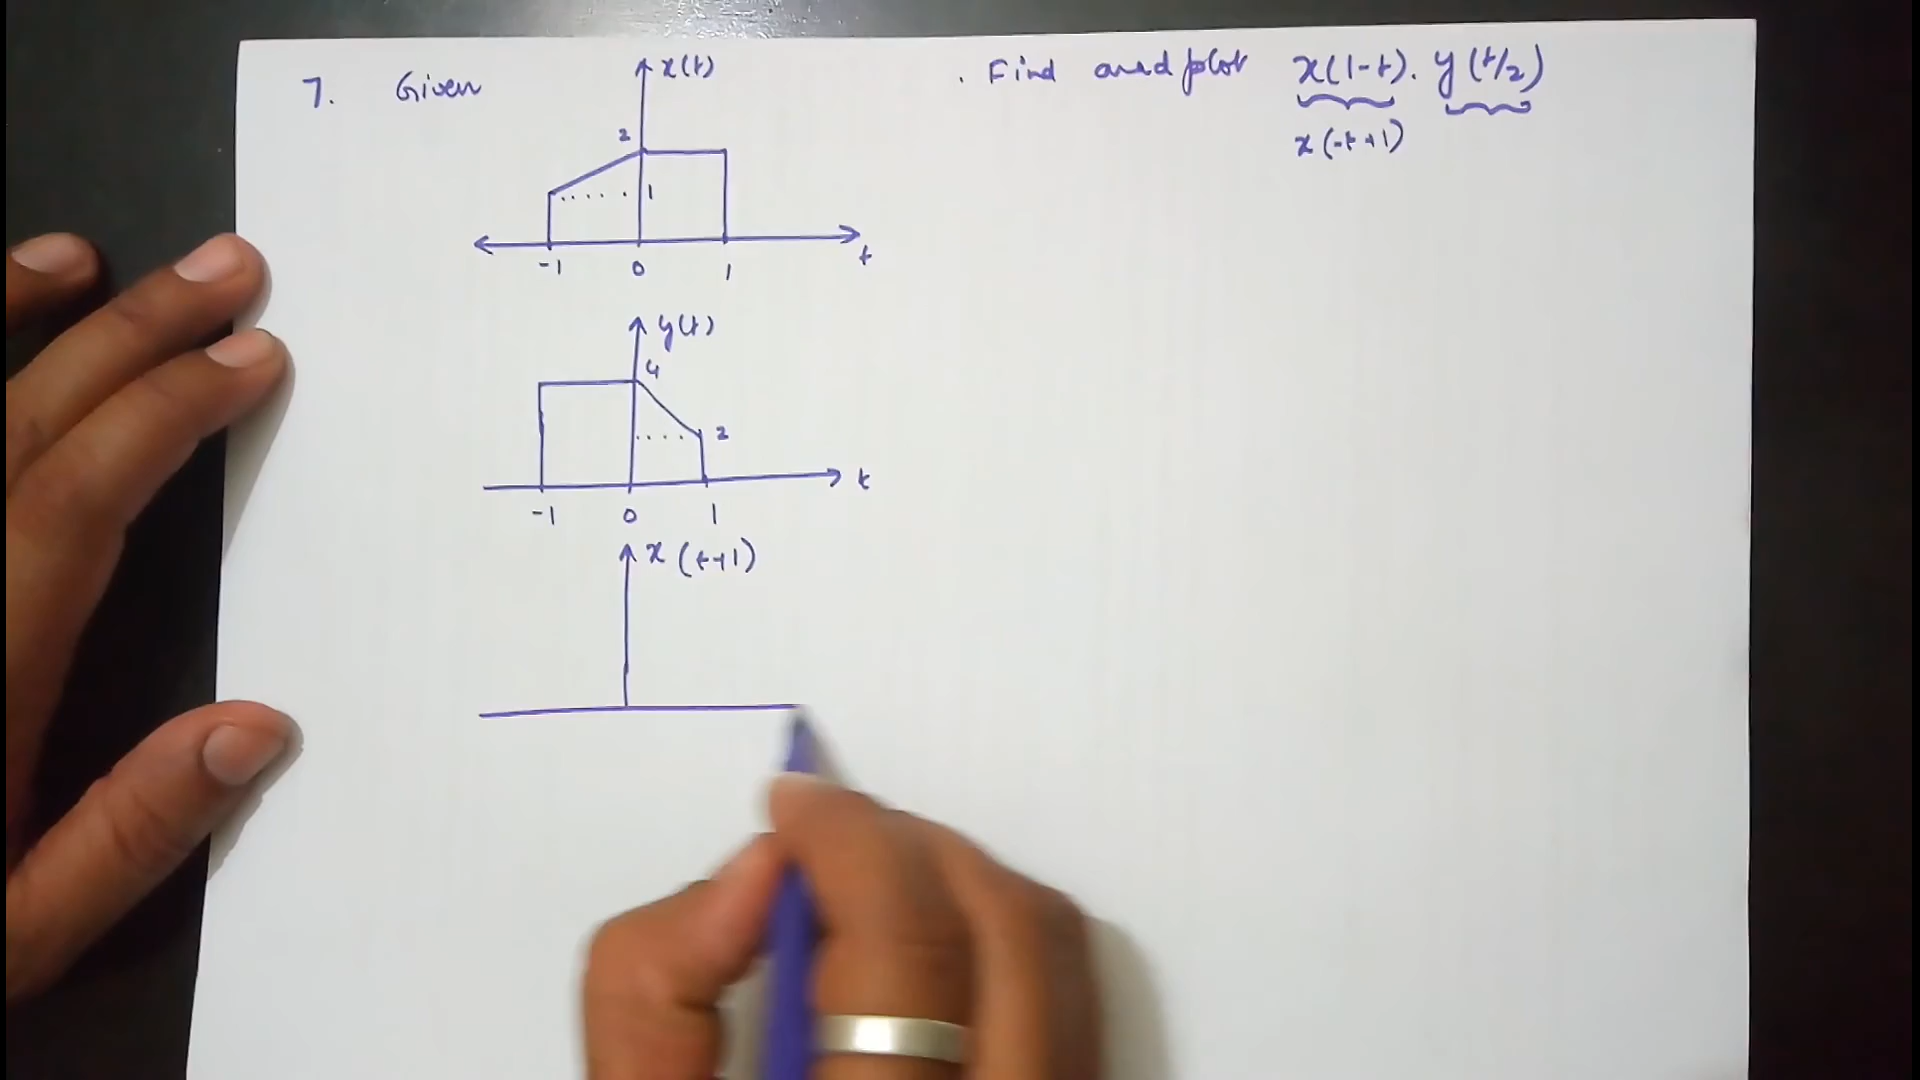 7. Given x(t) . Find and plot x(1-t). y(t/2)
x(-t+1)
2
1
-1 0 1 t
y(t)
4
2
-1 0 1 t
x(t+1)